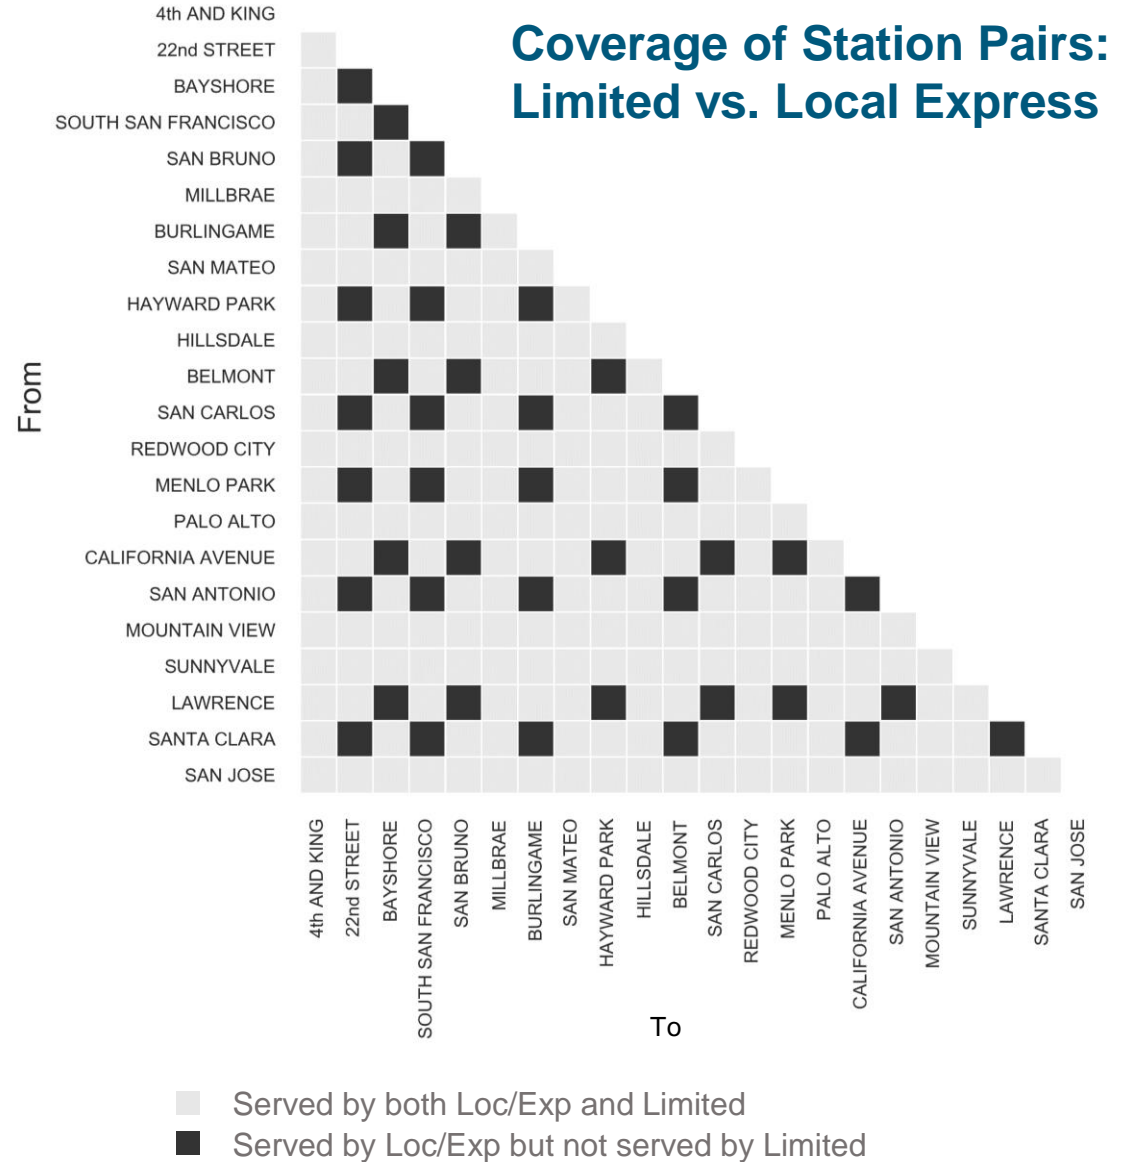 Coverage of Station Pairs:
Limited vs. Local Express
4th AND KING
22nd STREET
BAYSHORE
SOUTH SAN FRANCISCO
SAN BRUNO
MILLBRAE
BURLINGAME
SAN MATEO
HAYWARD PARK
HILLSDALE
BELMONT
SAN CARLOS
REDWOOD CITY
MENLO PARK
PALO ALTO
CALIFORNIA AVENUE
SAN ANTONIO
MOUNTAIN VIEW
SUNNYVALE
LAWRENCE
SANTA CLARA
SAN JOSE
From
4th AND KING
22nd STREET
BAYSHORE
SOUTH SAN FRANCISCO
SAN BRUNO
MILLBRAE
BURLINGAME
SAN MATEO
HAYWARD PARK
HILLSDALE
BELMONT
SAN CARLOS
REDWOOD CITY
MENLO PARK
PALO ALTO
CALIFORNIA AVENUE
SAN ANTONIO
MOUNTAIN VIEW
SUNNYVALE
LAWRENCE
SANTA CLARA
SAN JOSE
To
Served by both Loc/Exp and Limited
Served by Loc/Exp but not served by Limited